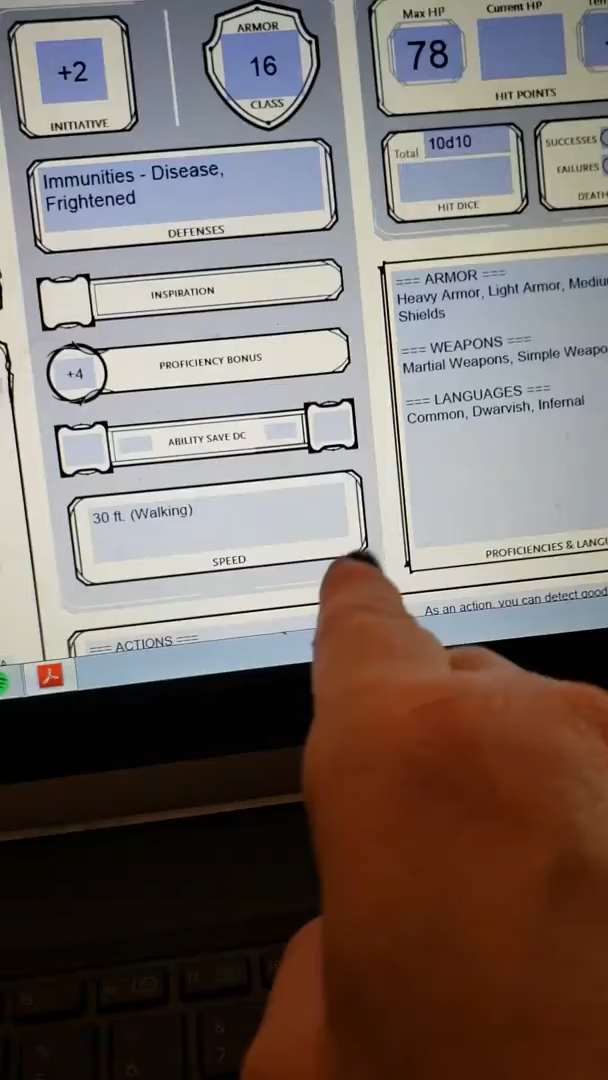 +2
INITIATIVE
ARMOR
16
CLASS
Max HP
78
Current HP
HIT POINTS
Total
10d10
HIT DICE
SUCCESSES
FAILURES
Immunities - Disease,
Frightened
DEFENSES
INSPIRATION
+4
PROFICIENCY BONUS
ABILITY SAVE DC
30 ft. (Walking)
SPEED
=== ARMOR ===
Heavy Armor, Light Armor,
Shields
=== WEAPONS ===
Martial Weapons, Simple
=== LANGUAGES ===
Common, Dwarvish, Infernal
PROFICIENCIES &
=== ACTIONS ===
As an action, you can detect good